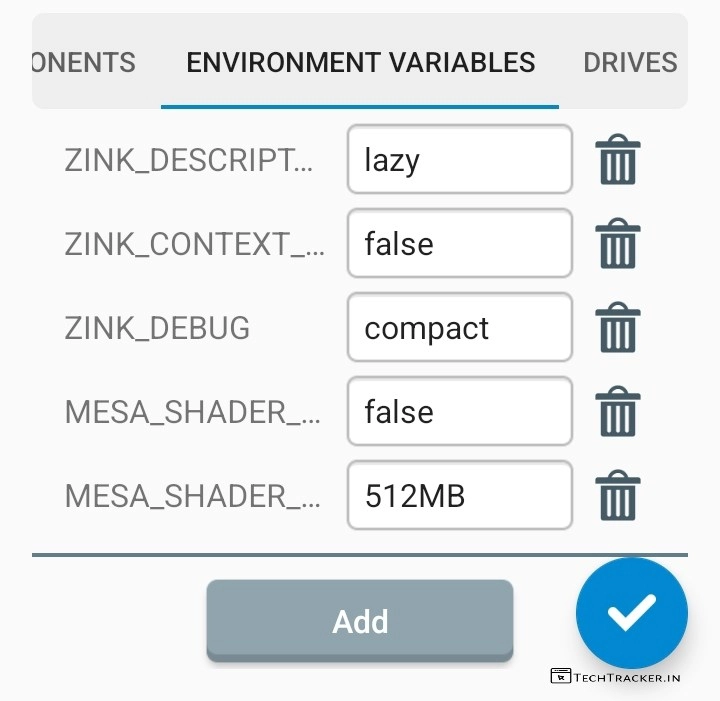 ONENTS ENVIRONMENT VARIABLES DRIVES
ZINK_DESCRIPT... lazy
ZINK_CONTEXT_... false
ZINK_DEBUG compact
MESA_SHADER_... false
MESA_SHADER_... 512MB
Add
TECHTRACKER.IN